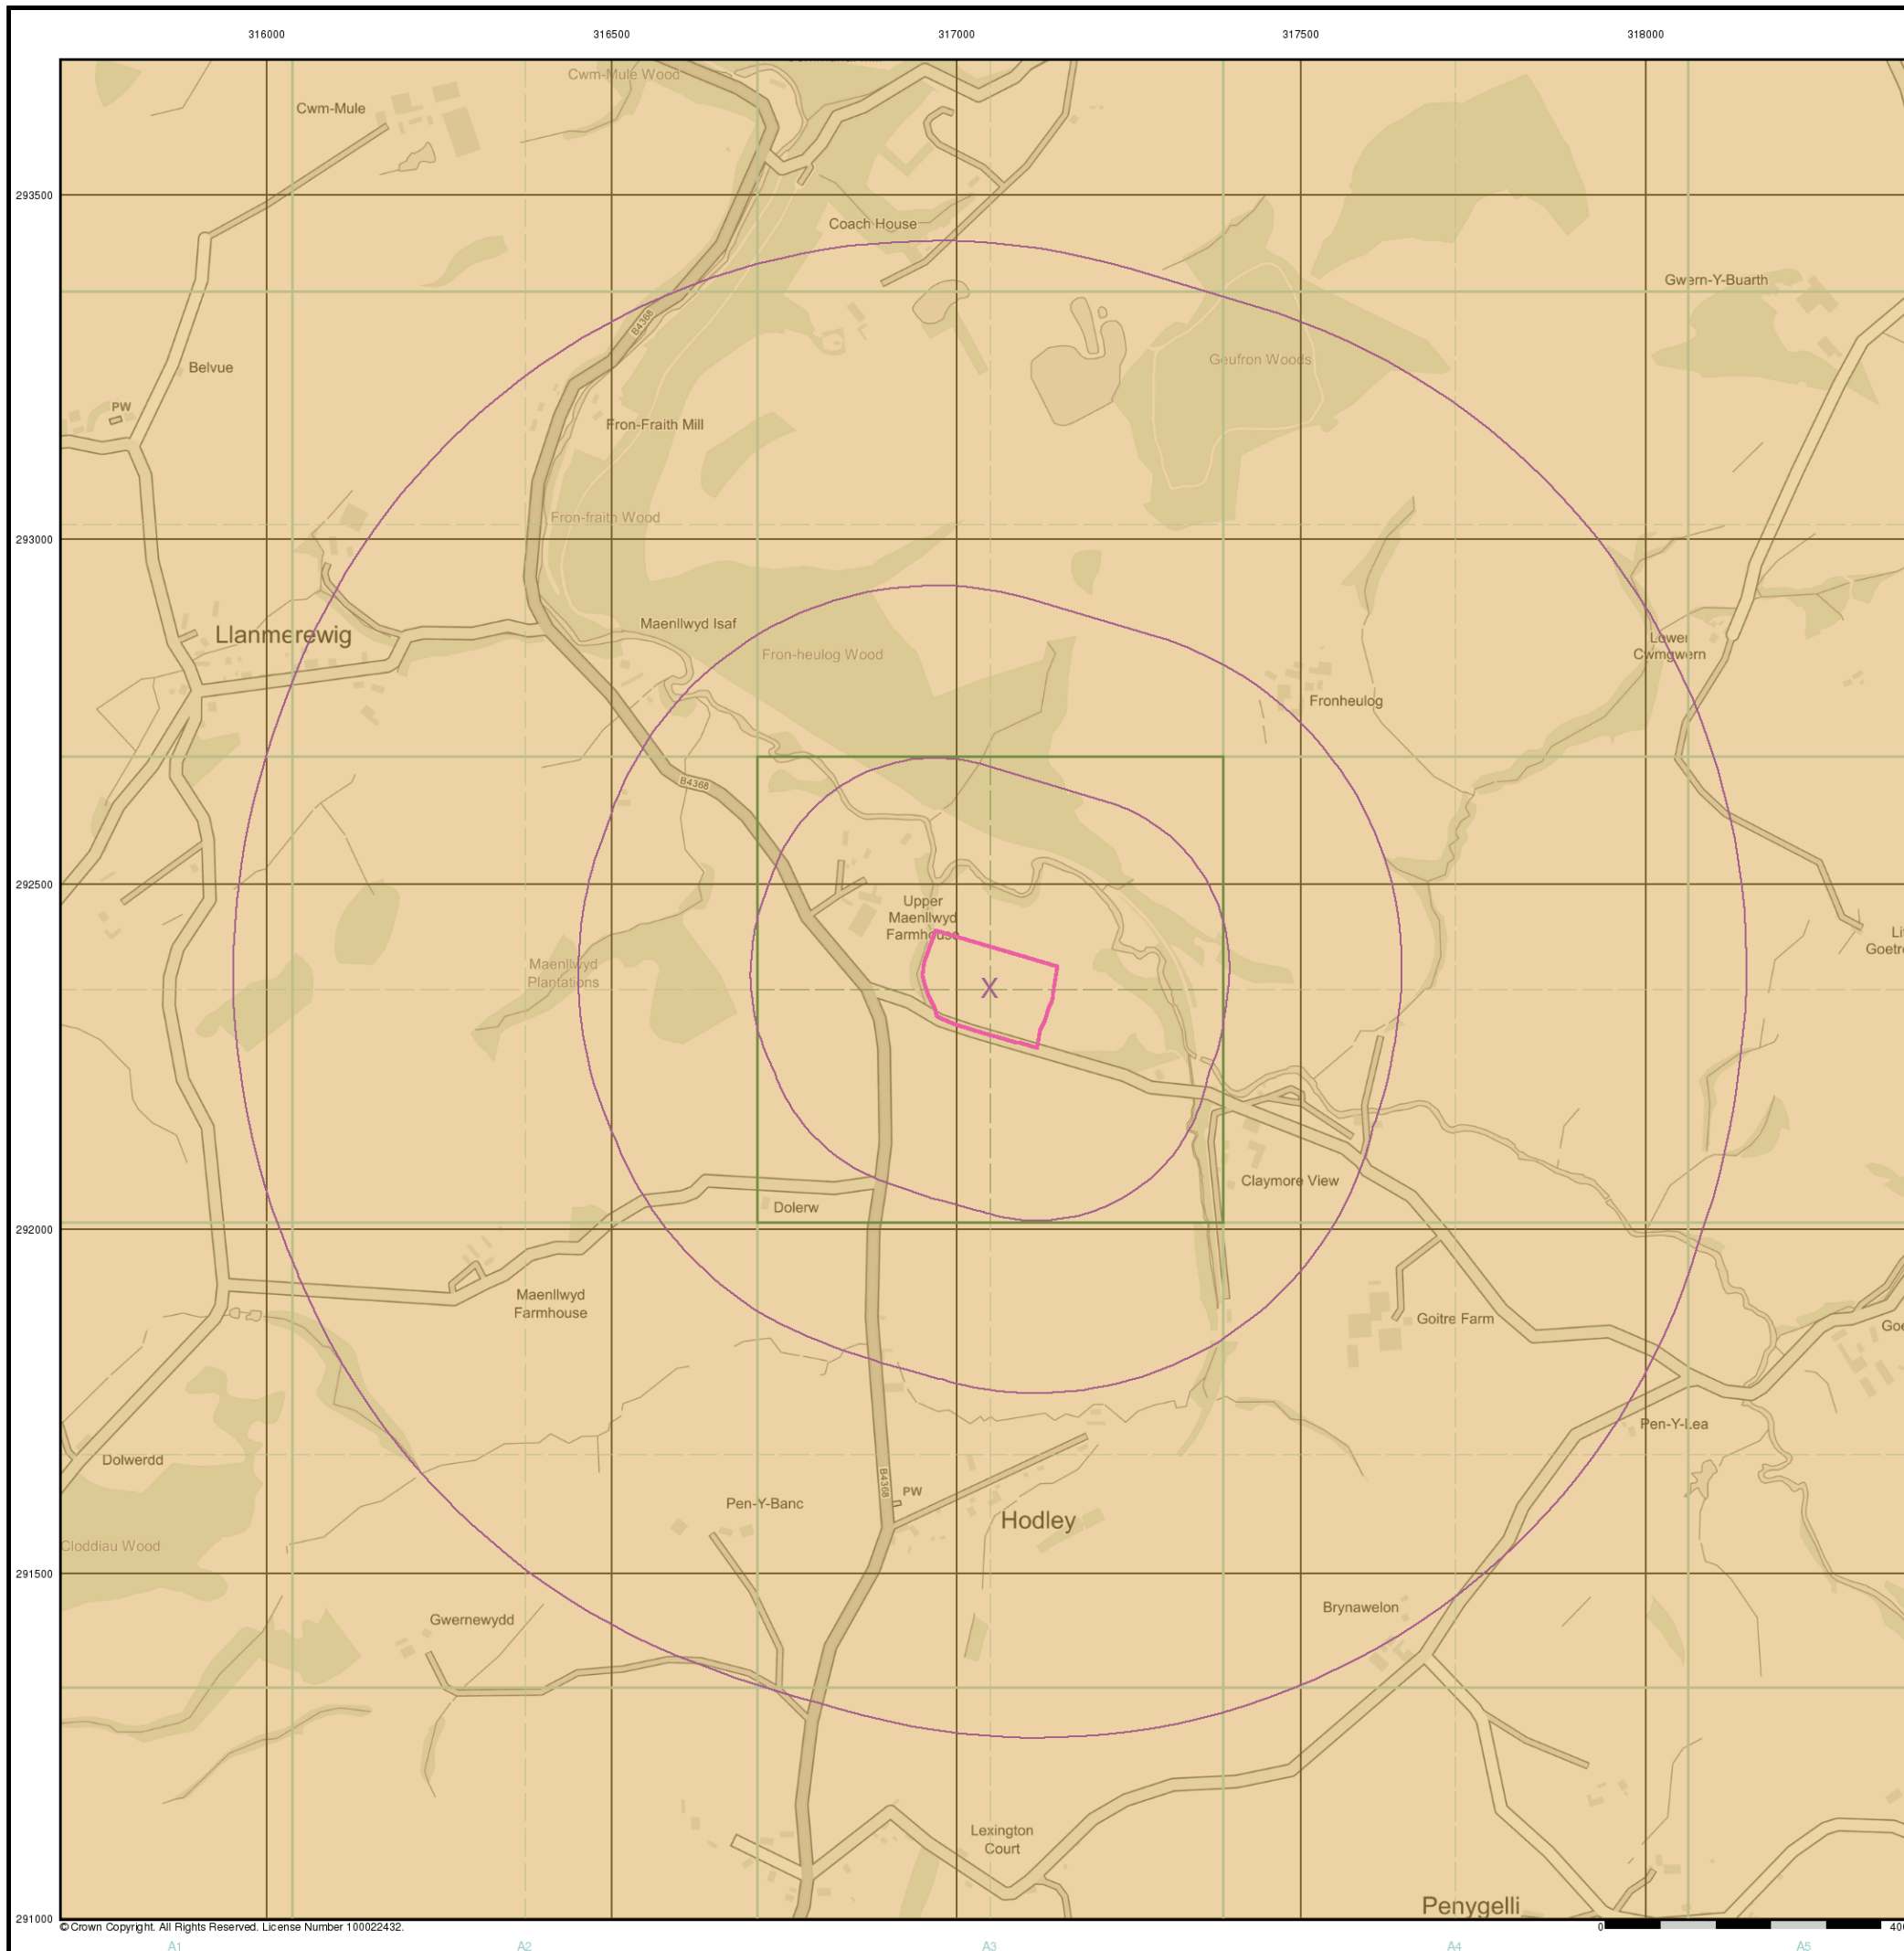 316000 316500 317000 317500 318000
Cwm-Mule Wood
Cwm-Mule
293500
Coach House
Gwern-Y-Buarth
B4368
Geufron Woods
Belvue
PW
Fron-Fraith Mill
Fron-fraith Wood
293000
Maenllwyd Isaf
Llanmerewig
Lower
Cwmgwern
Fron-heulog Wood
Fronheulog
B4368
292500
Upper
Maenllwyd
Farmhouse
Maenllwyd
Plantations
X
Claymore View
Dolerw
292000
Maenllwyd
Farmhouse
Goitre Farm
Pen-Y-Lea
Dolwerdd
B4368
PW
Pen-Y-Banc
Hodley
Cloddiau Wood
291500
Gwernewydd
Brynawelon
Lexington
Court
Penygelli
291000
© Crown Copyright. All Rights Reserved. License Number 100022432.
0
A1 A2 A3 A4 A5